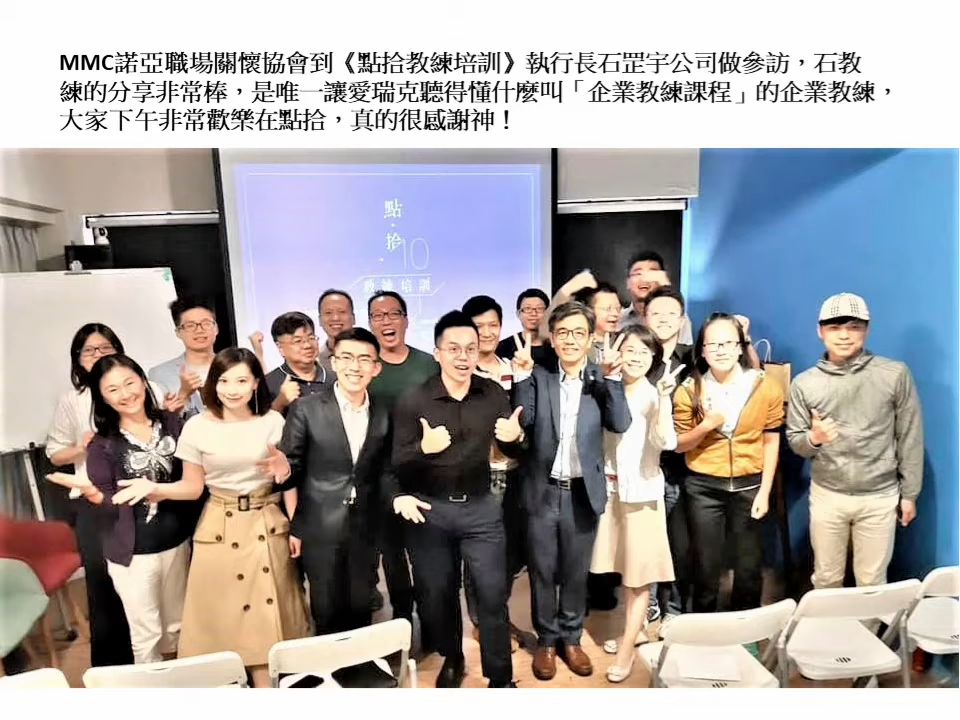 MMC諾亞職場關懷協會到《點拾教練培訓》執行長石罡宇公司做參訪，石教
練的分享非常棒，是唯一讓愛瑞克聽得懂什麼叫「企業教練課程」的企業教練，
大家下午非常歡樂在點拾，真的很感謝神！
點
·
拾
·
10
教練培訓